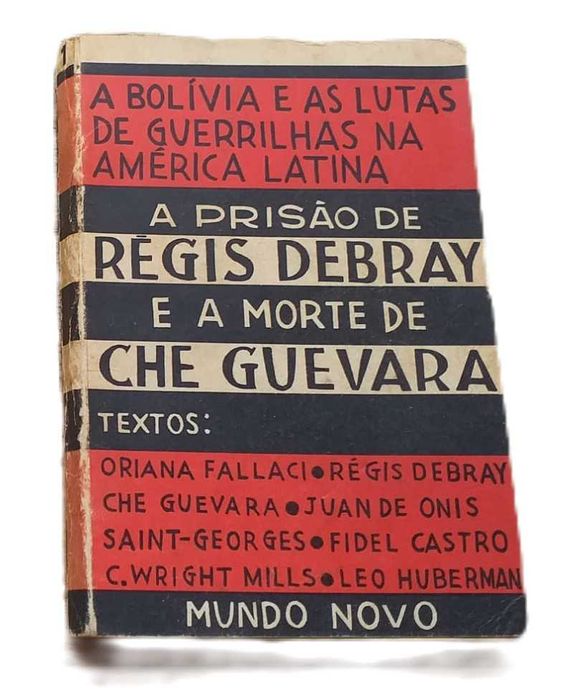 A BOLÍVIA E AS LUTAS
DE GUERRILHAS NA
AMÉRICA LATINA
A PRISÃO DE
RÉGIS DEBRAY
E A MORTE DE
CHE GUEVARA
TEXTOS:
ORIANA FALLACI • RÉGIS DEBRAY
CHE GUEVARA • JUAN DE ONIS
SAINT-GEORGES • FIDEL CASTRO
C. WRIGHT MILLS • LEO HUBERMAN
MUNDO NOVO